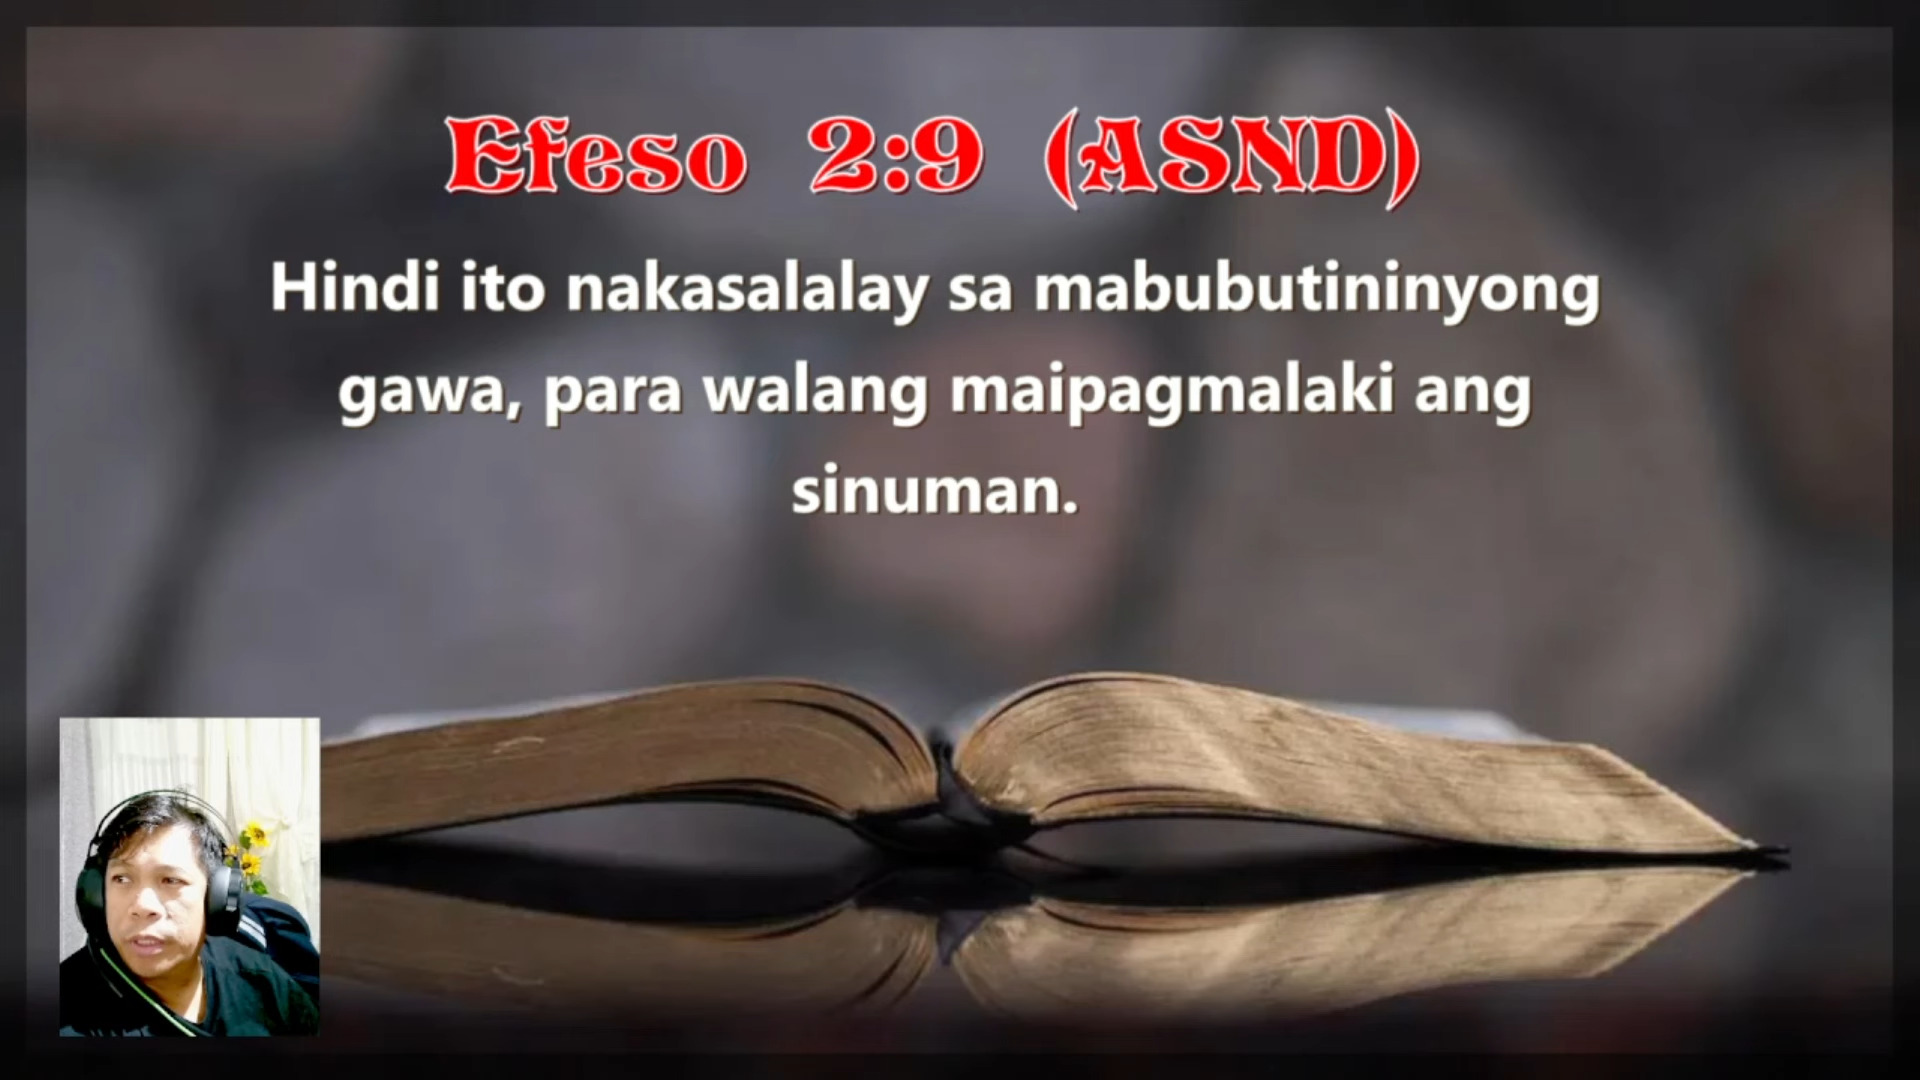 Efeso 2:9 (ASND)
Hindi ito nakasalalay sa mabubutininyong
gawa, para walang maipagmalaki ang
sinuman.